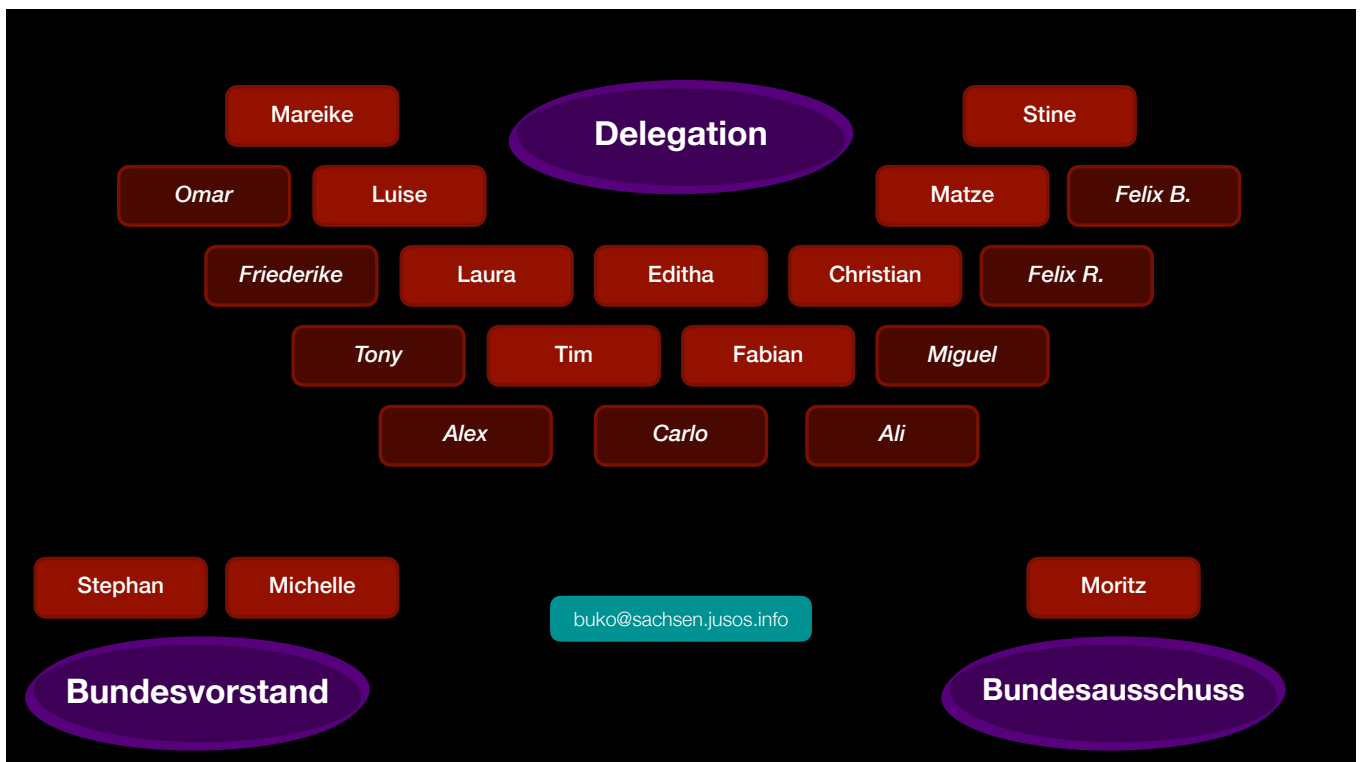 Mareike
Delegation
Stine
Omar
Luise
Matze
Felix B.
Friederike
Laura
Editha
Christian
Felix R.
Tony
Tim
Fabian
Miguel
Alex
Carlo
Ali
Stephan
Michelle
Moritz
buko@sachsen.jusos.info
Bundesvorstand
Bundesausschuss